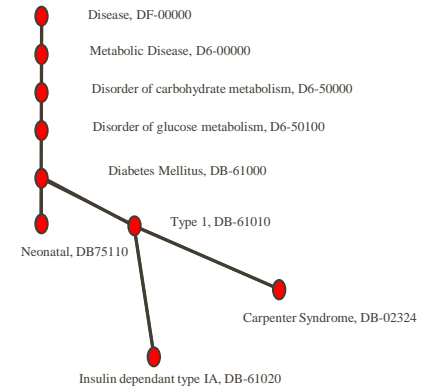 Disease, DF-00000
Metabolic Disease, D6-00000
Disorder of carbohydrate metabolism, D6-50000
Disorder of glucose metabolism, D6-50100
Diabetes Mellitus, DB-61000
Type 1, DB-61010
Neonatal, DB75110
Carpenter Syndrome, DB-02324
Insulin dependant type IA, DB-61020